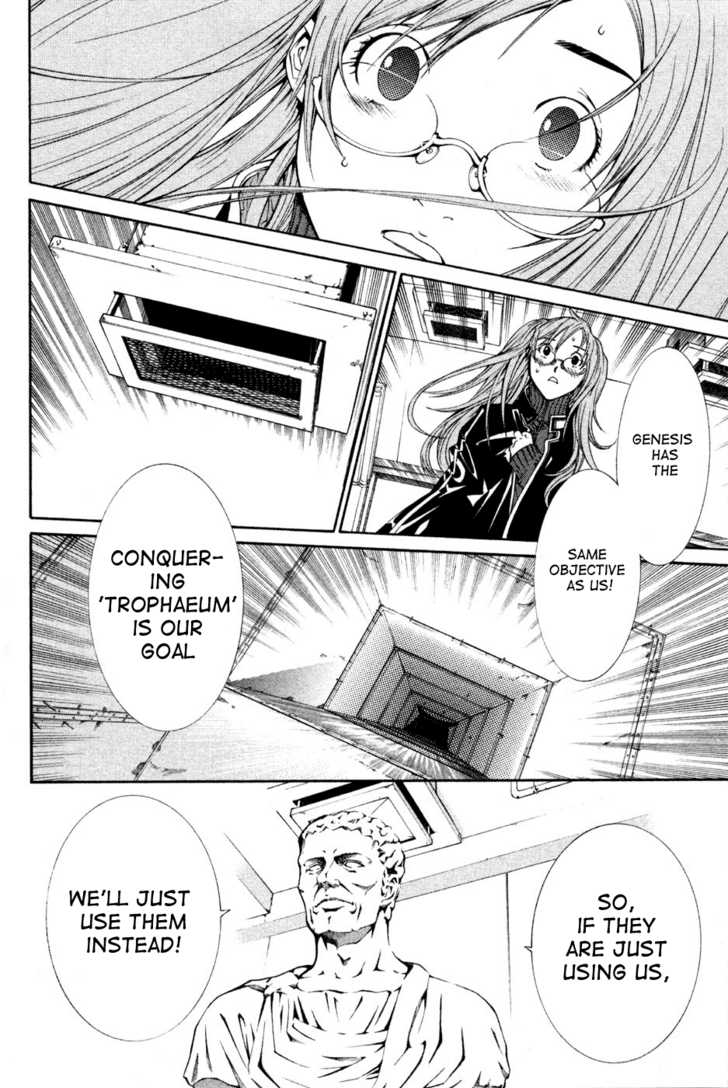 GENESIS
HAS
THE
SAME
OBJECTIVE
AS US!
CONQUER-
ING
'TROPHAEUM'
IS OUR
GOAL
SO,
IF THEY
ARE JUST
USING US,
WE'LL JUST
USE THEM
INSTEAD!